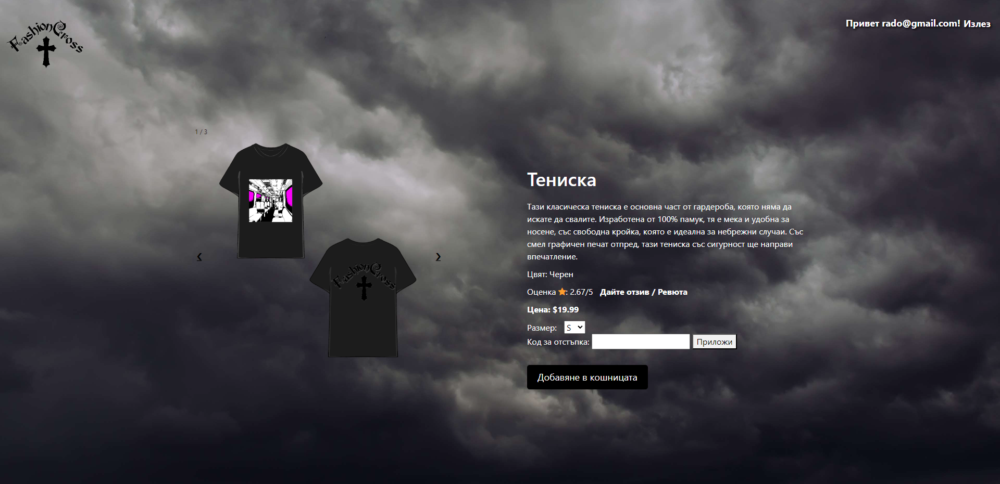 FashionCross
Привет rado@gmail.com! Излез
1 / 3
FashionCross
❮
❯
Тениска
Тази класическа тениска е основна част от гардероба, която няма да
искате да свалите. Изработена от 100% памук, тя е мека и удобна за
носене, със свободна кройка, която е идеална за небрежни случаи. Със
смел графичен печат отпред, тази тениска със сигурност ще направи
впечатление.
Цвят: Черен
Оценка ⭐: 2.67/5 Дайте отзив / Ревюта
Цена: $19.99
Размер: S
Код за отстъпка: Приложи
Добавяне в кошницата